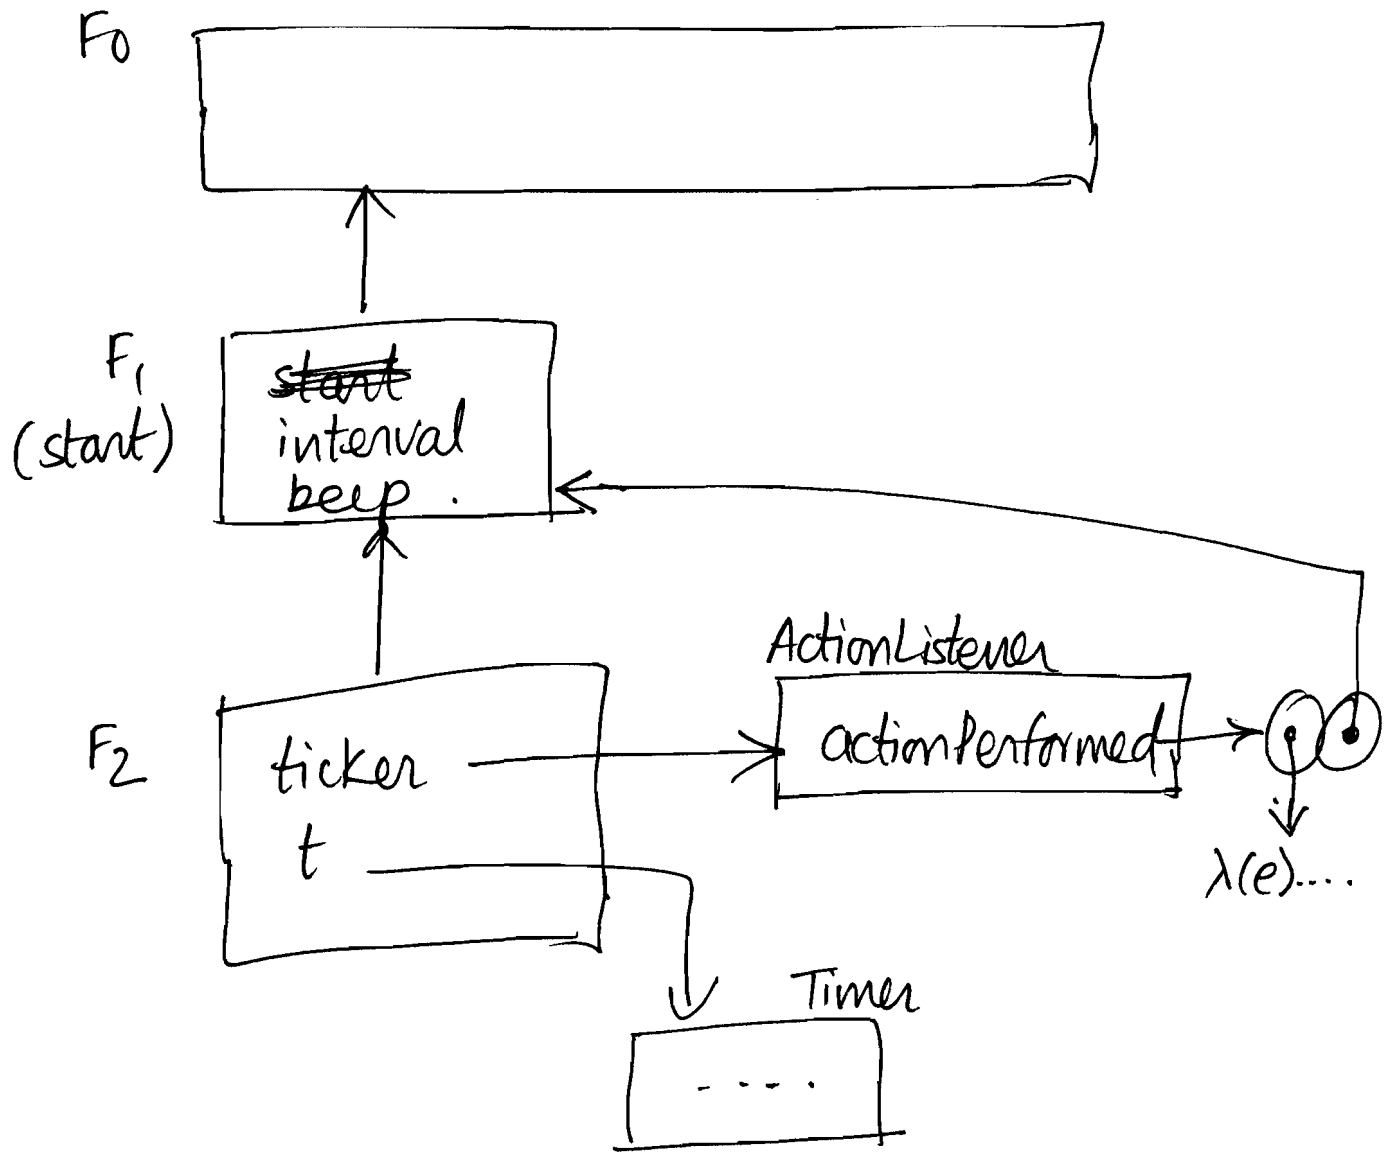 F0
F1
(start)
start
interval
beep .
F2
ticker
t
ActionListener
actionPerformed
λ(e)....
Timer
- - - .